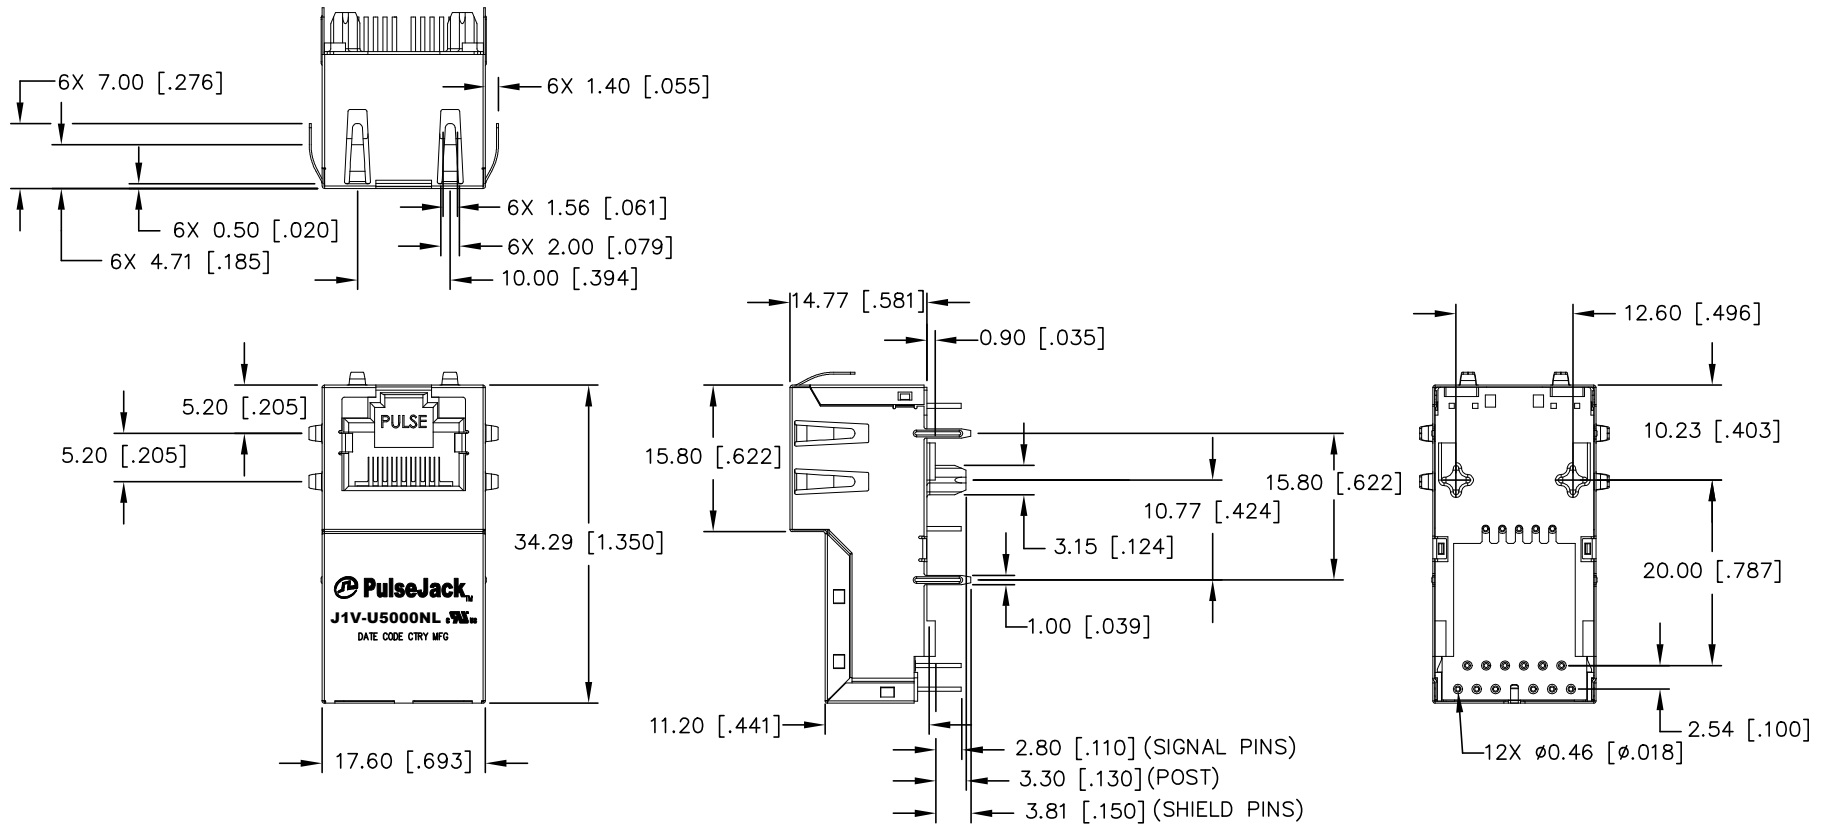 6X 7.00 [.276]
6X 1.40 [.055]
6X 1.56 [.061]
6X 0.50 [.020]
6X 2.00 [.079]
6X 4.71 [.185]
10.00 [.394]
14.77 [.581]
12.60 [.496]
0.90 [.035]
5.20 [.205]
PULSE
10.23 [.403]
5.20 [.205]
15.80 [.622]
15.80 [.622]
10.77 [.424]
34.29 [1.350]
3.15 [.124]
20.00 [.787]
PulseJack™
J1V-U5000NL
DATE CODE CTRY MFG
1.00 [.039]
11.20 [.441]
2.54 [.100]
2.80 [.110] (SIGNAL PINS)
12X ø0.46 [ø.018]
17.60 [.693]
3.30 [.130] (POST)
3.81 [.150] (SHIELD PINS)